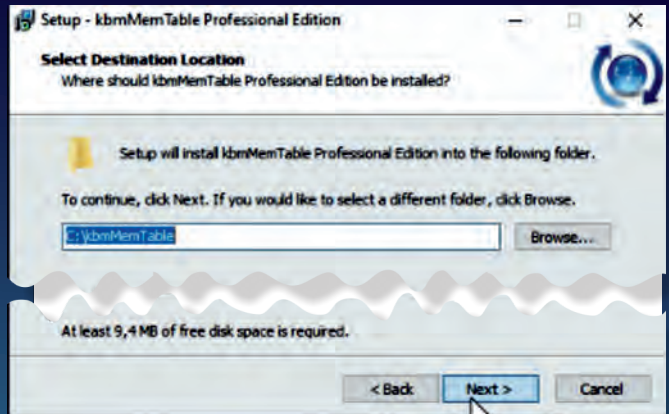 Setup - kbmMemTable Professional Edition
Select Destination Location
Where should kbmMemTable Professional Edition be installed?
Setup will install kbmMemTable Professional Edition into the following folder.
To continue, click Next. If you would like to select a different folder, click Browse.
C:\kbmMemTable
Browse...
At least 9,4 MB of free disk space is required.
< Back Next > Cancel